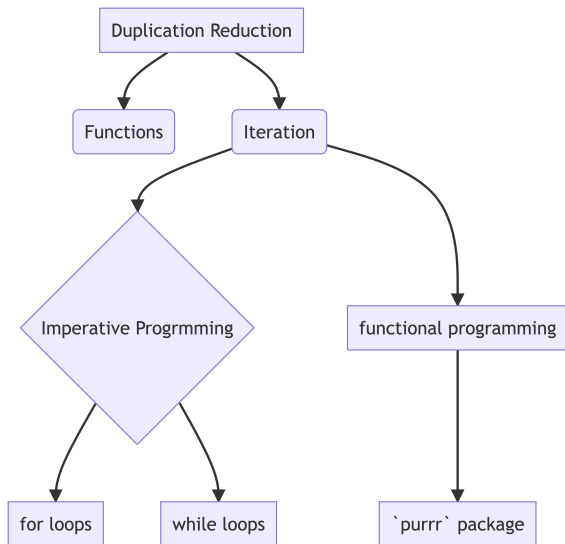 Duplication Reduction
Functions
Iteration
Imperative Progrmming
functional programming
for loops
while loops
`purrr` package